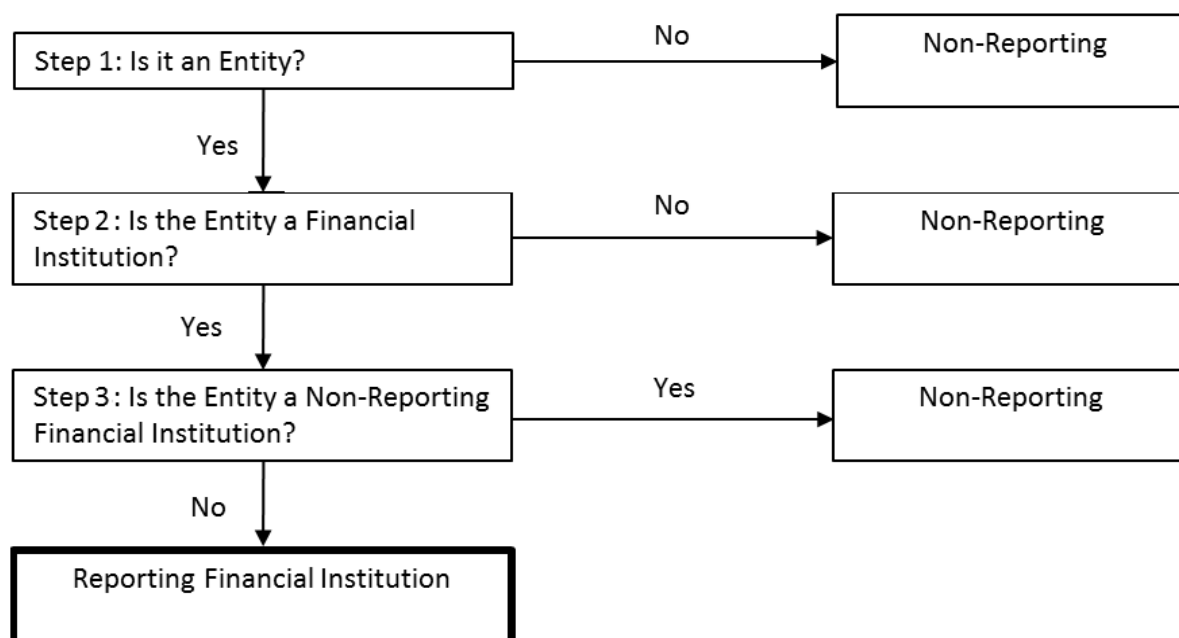 Step 1: Is it an Entity?
No
Non-Reporting
Yes
Step 2: Is the Entity a Financial
Institution?
No
Non-Reporting
Yes
Step 3: Is the Entity a Non-Reporting
Financial Institution?
Yes
Non-Reporting
No
Reporting Financial Institution